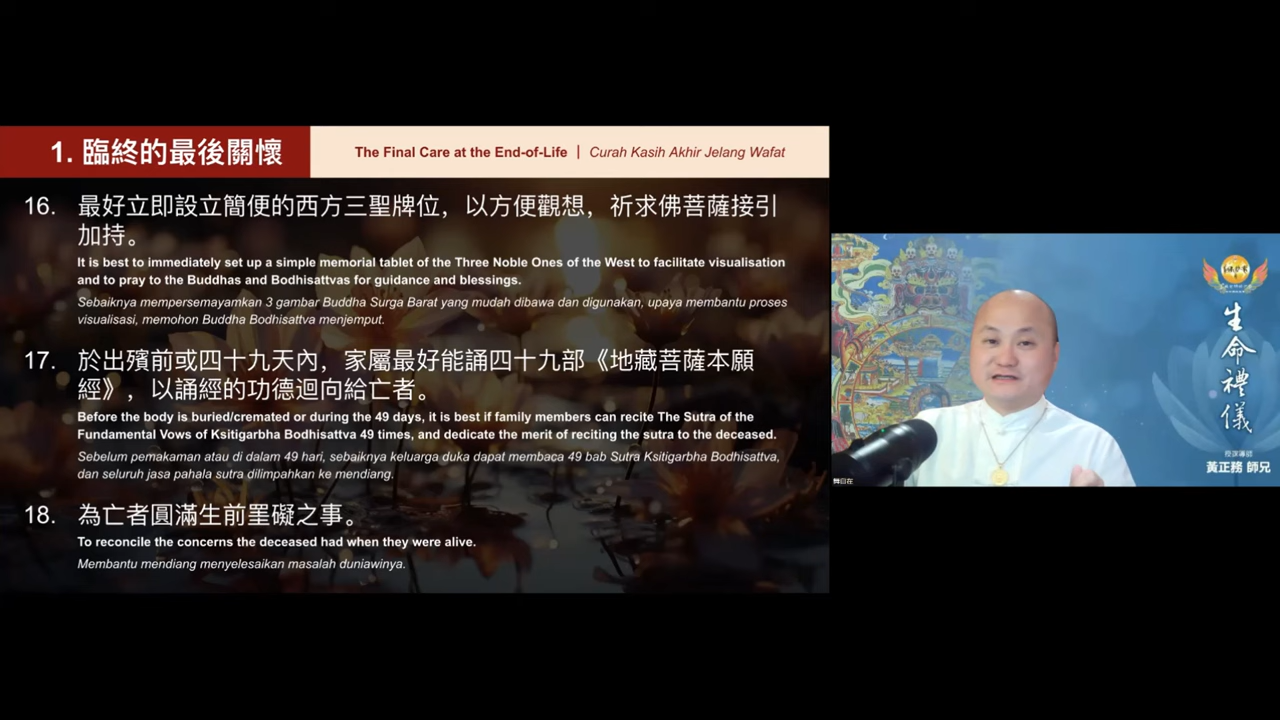 1. 臨終的最後關懷
The Final Care at the End-of-Life | Curah Kasih Akhir Jelang Wafat
16. 最好立即設立簡便的西方三聖牌位，以方便觀想，祈求佛菩薩接引
加持。
It is best to immediately set up a simple memorial tablet of the Three Noble Ones of the West to facilitate visualisation
and to pray to the Buddhas and Bodhisattvas for guidance and blessings.
Sebaiknya mempersemayamkan 3 gambar Buddha Surga Barat yang mudah dibawa dan digunakan, upaya membantu proses
visualisasi, memohon Buddha Bodhisattva menjemput.
17. 於出殯前或四十九天內，家屬最好能誦四十九部《地藏菩薩本願
經》，以誦經的功德迴向給亡者。
Before the body is buried/cremated or during the 49 days, it is best if family members can recite The Sutra of the
Fundamental Vows of Ksitigarbha Bodhisattva 49 times, and dedicate the merit of reciting the sutra to the deceased.
Sebelum pemakaman atau di dalam 49 hari, sebaiknya keluarga duka dapat membaca 49 bab Sutra Ksitigarbha Bodhisattva,
dan seluruh jasa pahala sutra dilimpahkan ke mendiang.
18. 為亡者圓滿生前罣礙之事。
To reconcile the concerns the deceased had when they were alive.
Membantu mendiang menyelesaikan masalah duniawinya.
生命禮儀
授課導師
黃正務 師兄